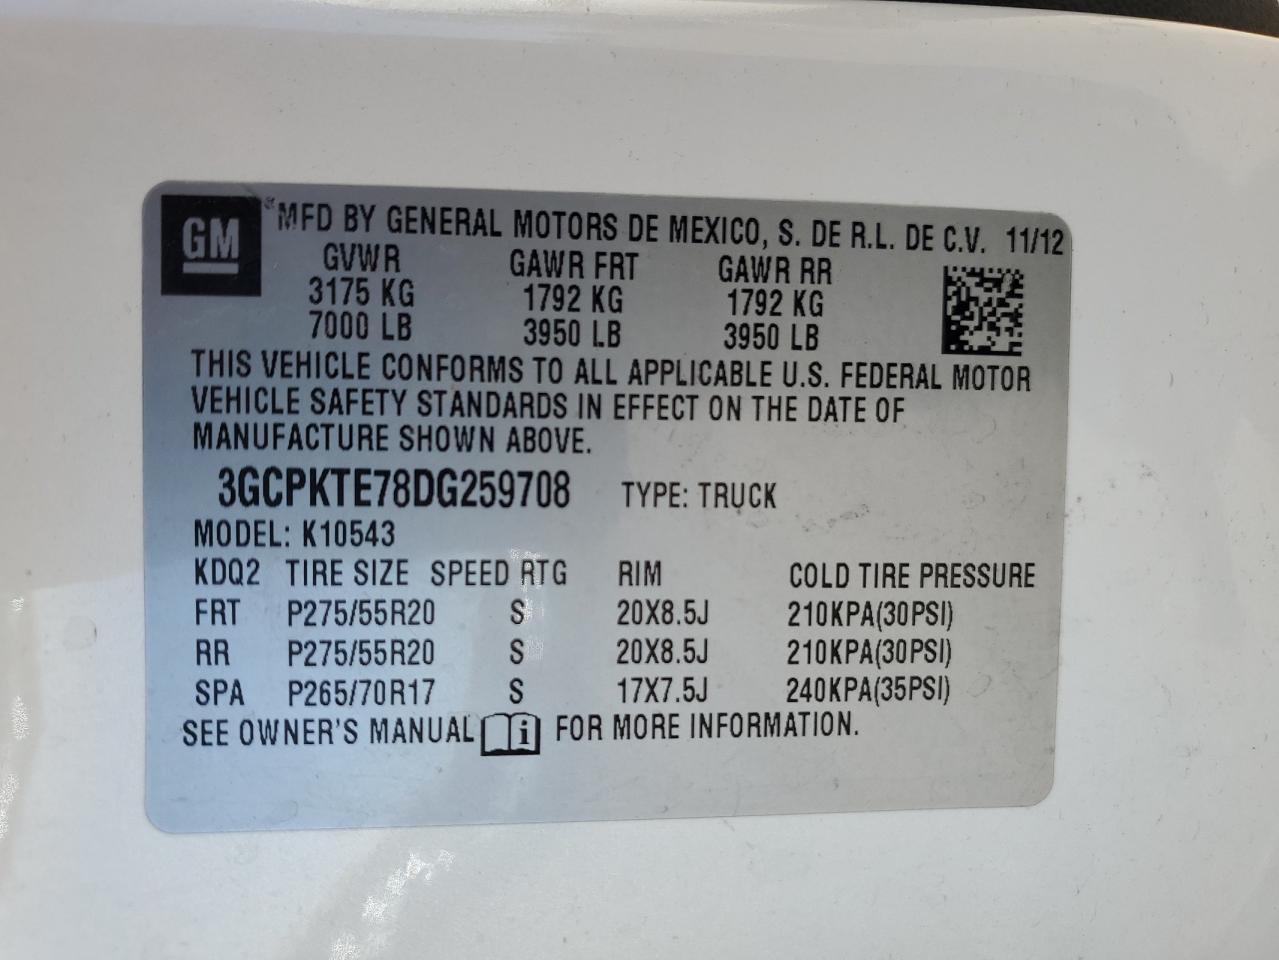 GM
® MFD BY GENERAL MOTORS DE MEXICO, S. DE R.L. DE C.V. 11/12
GVWR GAWR FRT GAWR RR
3175 KG 1792 KG 1792 KG
7000 LB 3950 LB 3950 LB
THIS VEHICLE CONFORMS TO ALL APPLICABLE U.S. FEDERAL MOTOR
VEHICLE SAFETY STANDARDS IN EFFECT ON THE DATE OF
MANUFACTURE SHOWN ABOVE.
3GCPKTE78DG259708 TYPE: TRUCK
MODEL: K10543
KDQ2 TIRE SIZE SPEED RTG RIM COLD TIRE PRESSURE
FRT P275/55R20 S 20X8.5J 210KPA(30PSI)
RR P275/55R20 S 20X8.5J 210KPA(30PSI)
SPA P265/70R17 S 17X7.5J 240KPA(35PSI)
SEE OWNER'S MANUAL i FOR MORE INFORMATION.